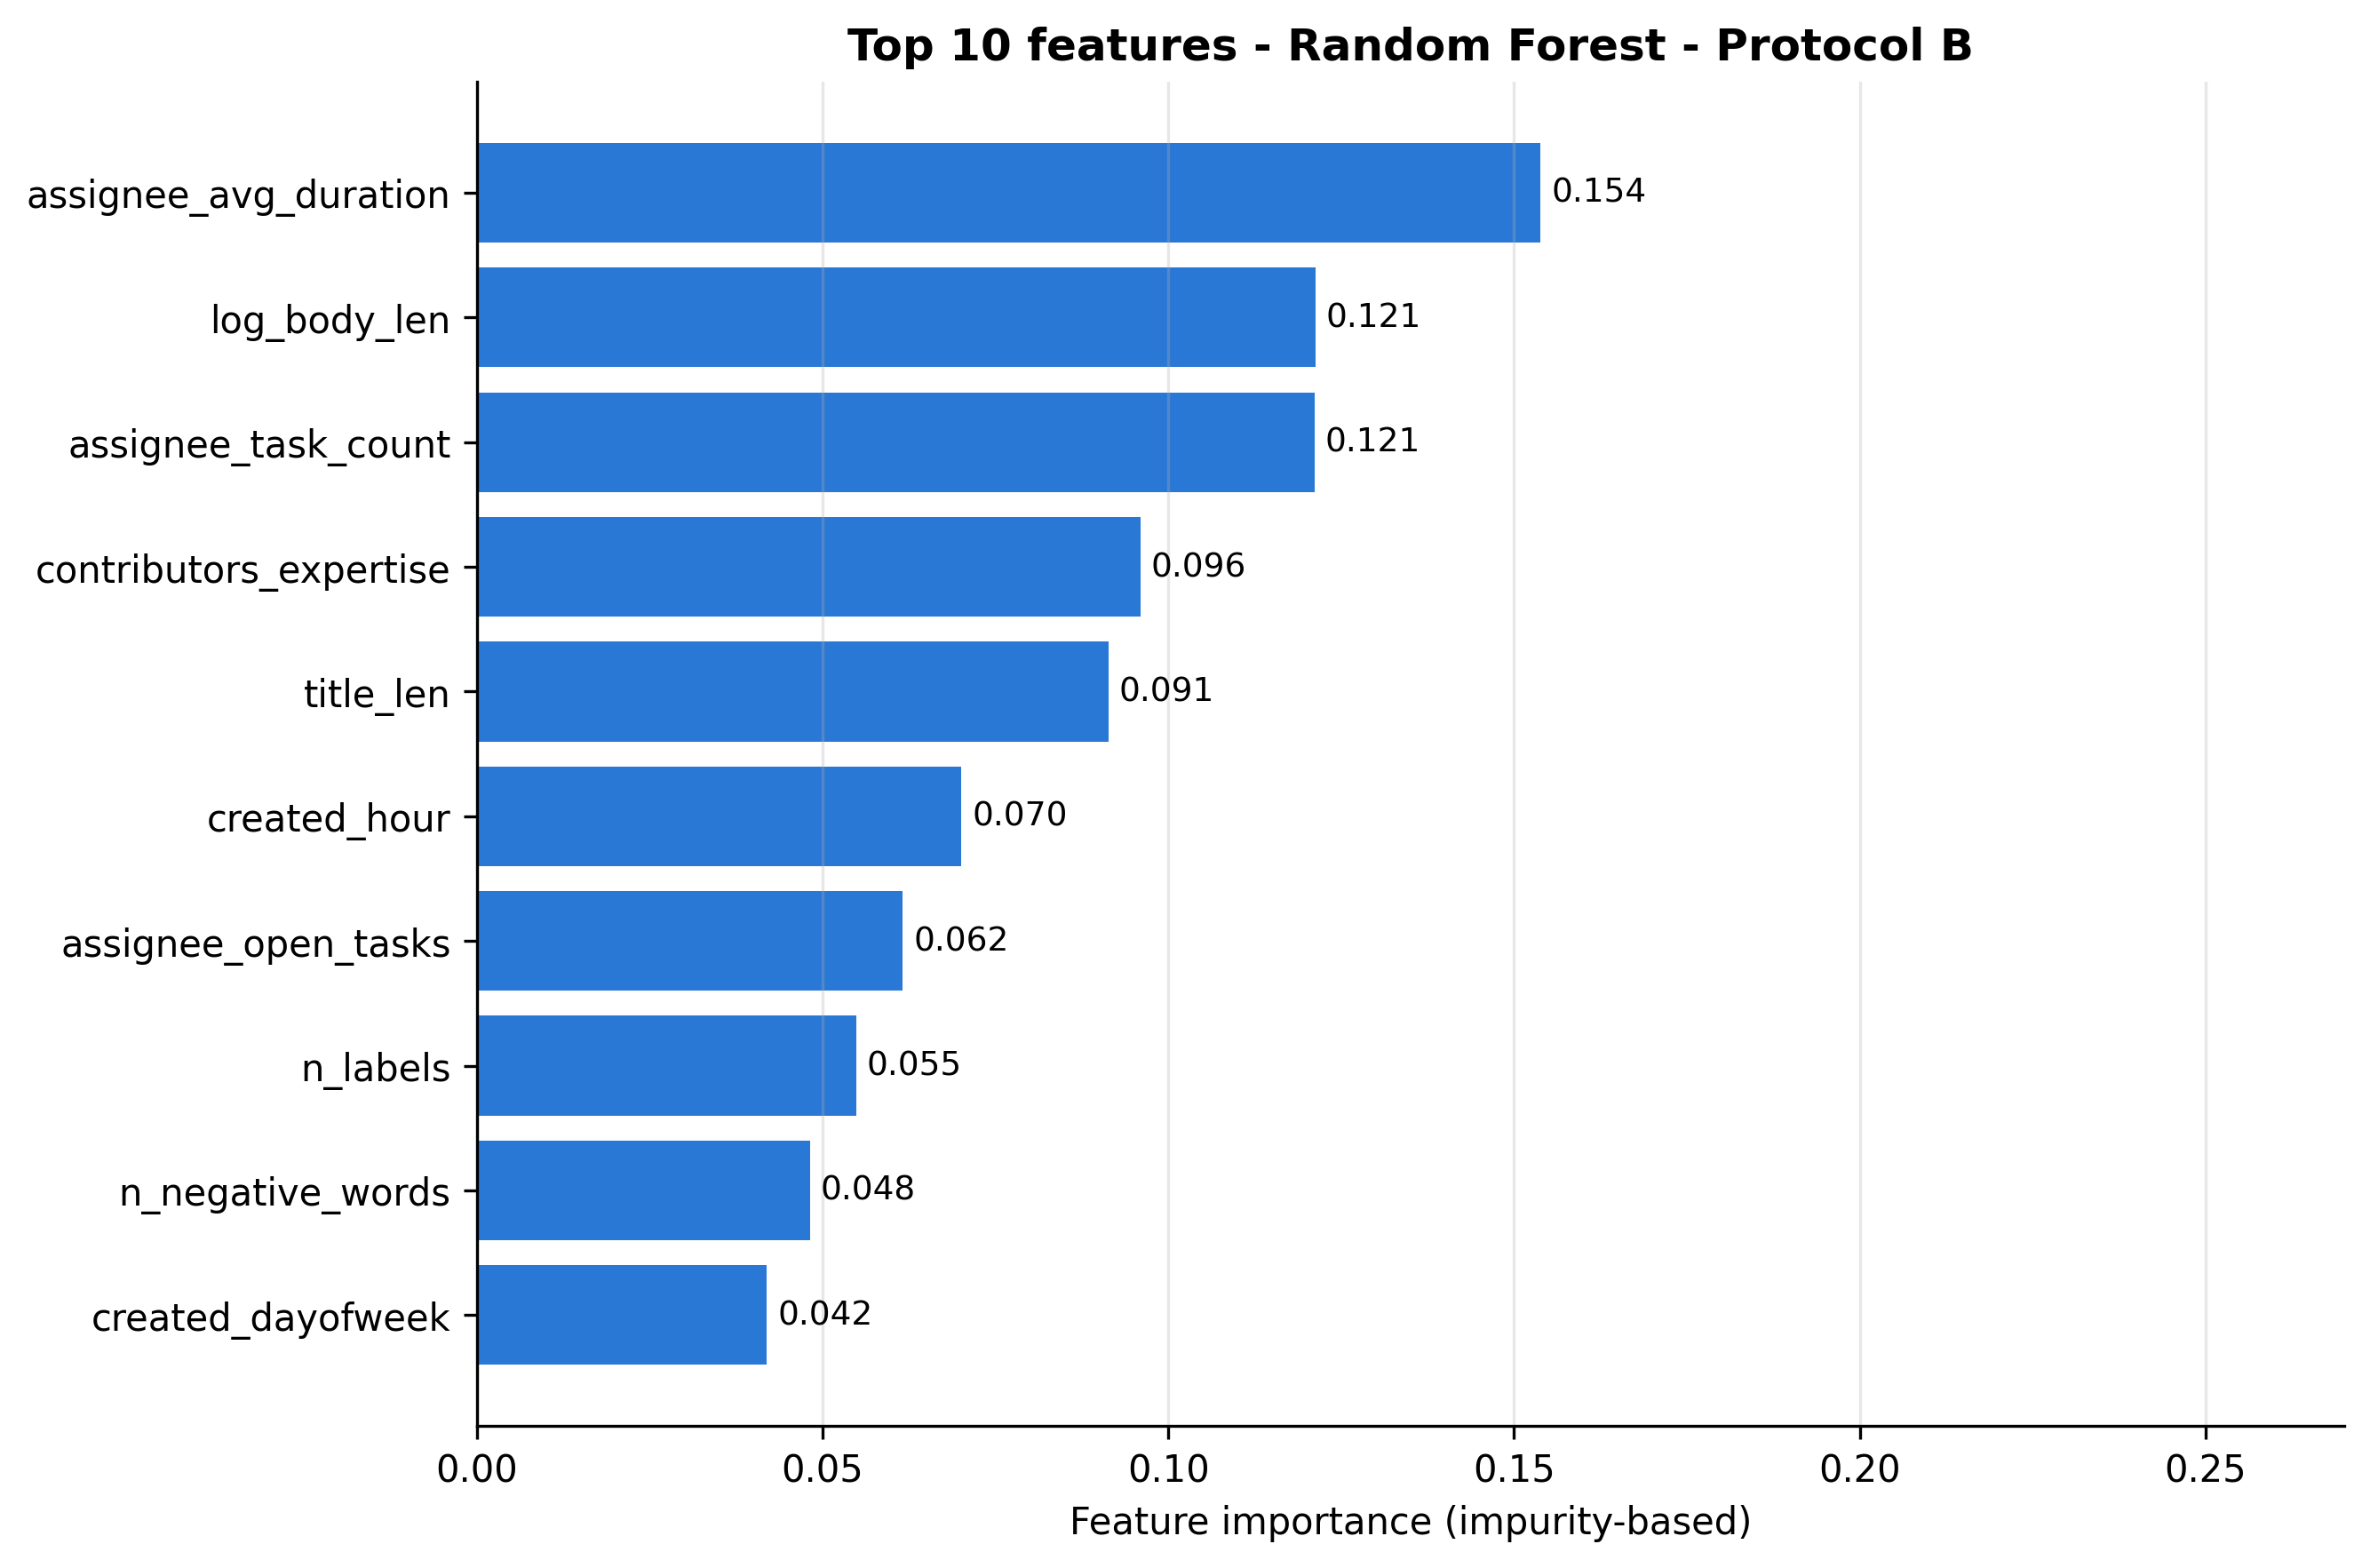 Top 10 features - Random Forest - Protocol B
assignee_avg_duration 0.154
log_body_len 0.121
assignee_task_count 0.121
contributors_expertise 0.096
title_len 0.091
created_hour 0.070
assignee_open_tasks 0.062
n_labels 0.055
n_negative_words 0.048
created_dayofweek 0.042
0.00 0.05 0.10 0.15 0.20 0.25
Feature importance (impurity-based)